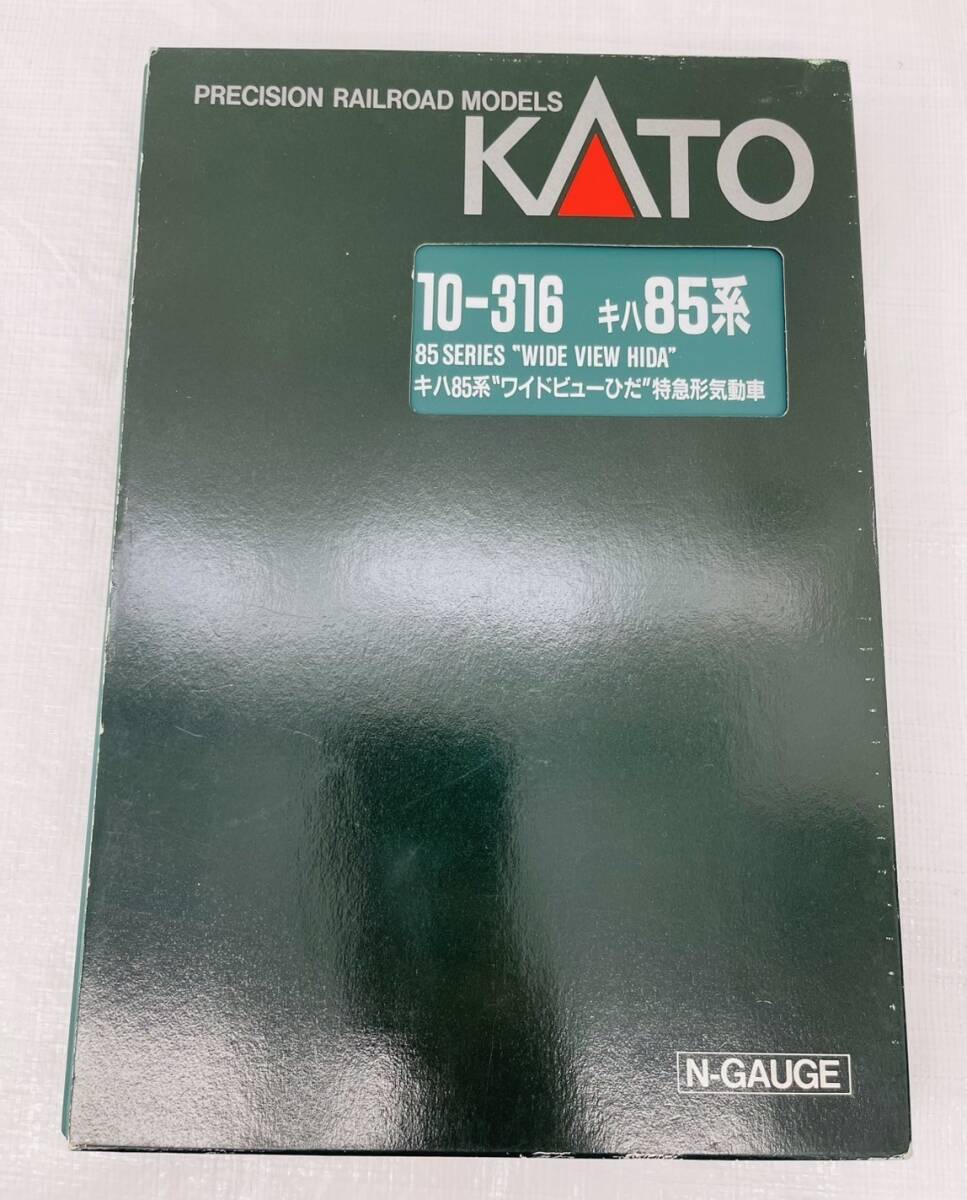 PRECISION RAILROAD MODELS
KATO
10-316 キハ85系
85 SERIES "WIDE VIEW HIDA"
キハ85系"ワイドビューひだ"特急形気動車
N-GAUGE